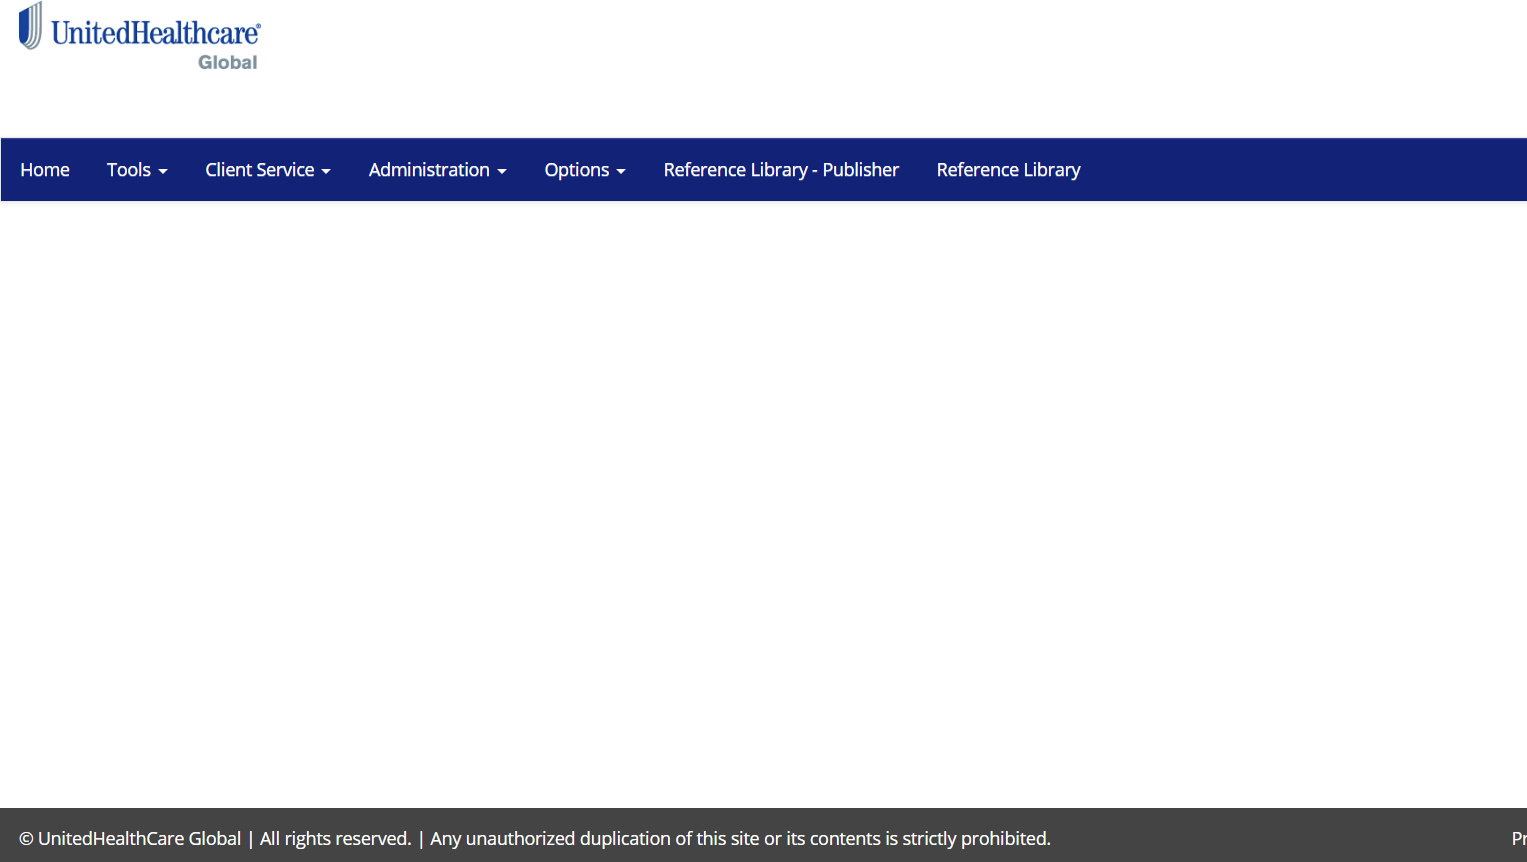 UnitedHealthcare®
Global
Home Tools Client Service Administration Options Reference Library - Publisher Reference Library
© UnitedHealthCare Global | All rights reserved. | Any unauthorized duplication of this site or its contents is strictly prohibited.